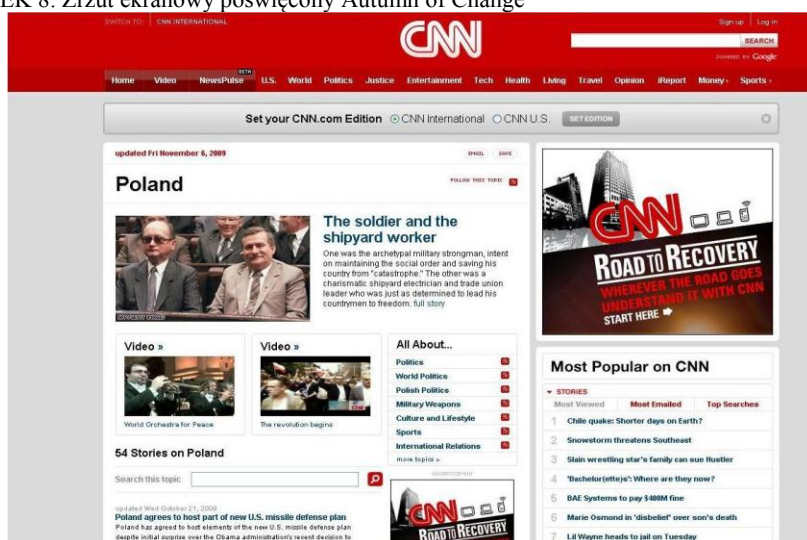 EK 8. Zrzut ekranowy poświęcony Autumn of Change
SWITCH TO: CNN INTERNATIONAL
Sign up Log in
CNN
SEARCH
POWERED BY Google
Home Video NewsPulse BETA U.S. World Politics Justice Entertainment Tech Health Living Travel Opinion iReport Money Sports
Set your CNN.com Edition CNN International CNN U.S. SET EDITION
updated Fri November 6, 2009
EMAIL SAVE
Poland
FOLLOW THIS TOPIC
The soldier and the
shipyard worker
One was the archetypal military strongman, intent
on maintaining the social order and saving his
country from "catastrophe." The other was a
charismatic shipyard electrician and trade union
leader who was just as determined to lead his
countrymen to freedom. full story
Video »
World Orchestra for Peace
Video »
The revolution begins
All About...
Politics
World Politics
Polish Politics
Military Weapons
Culture and Lifestyle
Sports
International Relations
more topics »
54 Stories on Poland
Search this topic
updated Wed October 21, 2009
Poland agrees to host part of new U.S. missile defense plan
Poland has agreed to host elements of the new U.S. missile defense plan
despite initial surprise over the Obama administration's recent decision to
ADVERTISEMENT
CNN
ROAD TO RECOVERY
CNN
ROAD TO RECOVERY
WHEREVER THE ROAD GOES
UNDERSTAND IT WITH CNN
START HERE
Most Popular on CNN
STORIES
Most Viewed Most Emailed Top Searches
1 Chile quake: Shorter days on Earth?
2 Snowstorm threatens Southeast
3 Slain wrestling star's family can sue Hustler
4 'Bachelor(ette)s': Where are they now?
5 BAE Systems to pay $400M fine
6 Marie Osmond in 'disbelief' over son's death
7 Lil Wayne heads to jail on Tuesday